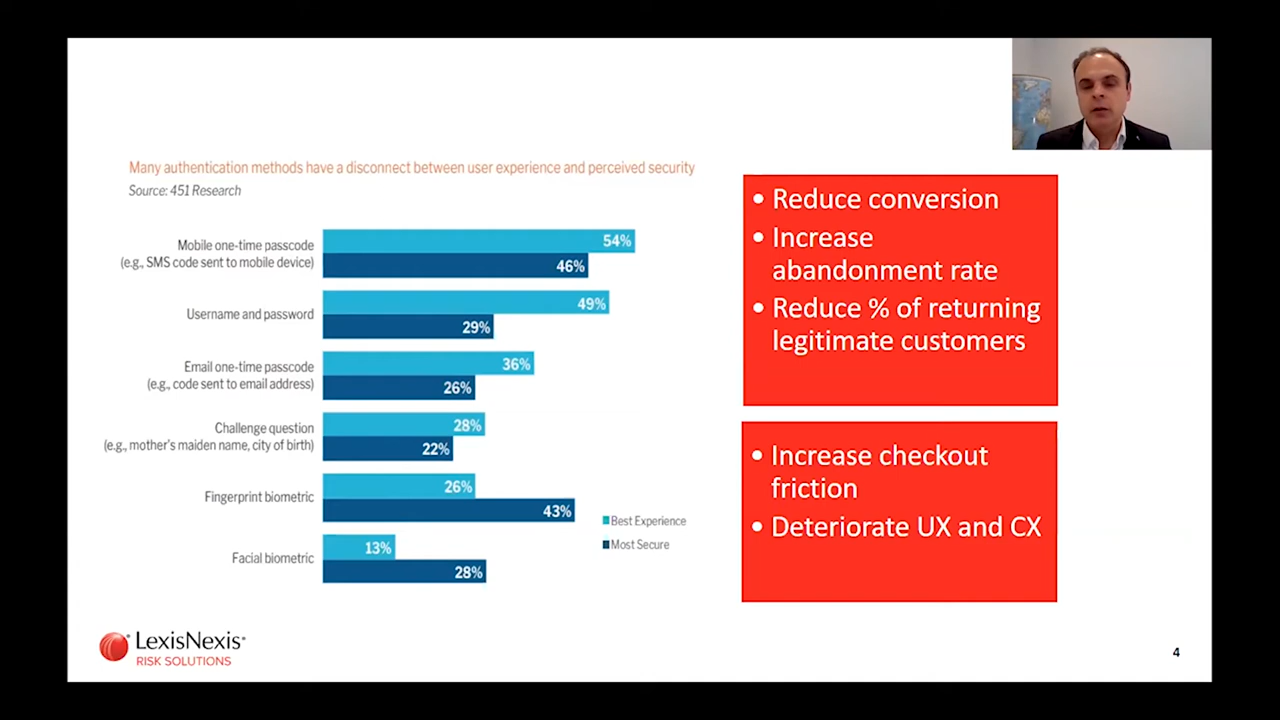 Many authentication methods have a disconnect between user experience and perceived security
Source: 451 Research
Mobile one-time passcode
(e.g., SMS code sent to mobile device)
54%
46%
Username and password
49%
29%
Email one-time passcode
(e.g., code sent to email address)
36%
26%
Challenge question
(e.g., mother's maiden name, city of birth)
28%
22%
Fingerprint biometric
26%
43%
Facial biometric
13%
28%
Best Experience
Most Secure
• Reduce conversion
• Increase
abandonment rate
• Reduce % of returning
legitimate customers
• Increase checkout
friction
• Deteriorate UX and CX
LexisNexis®
RISK SOLUTIONS
4